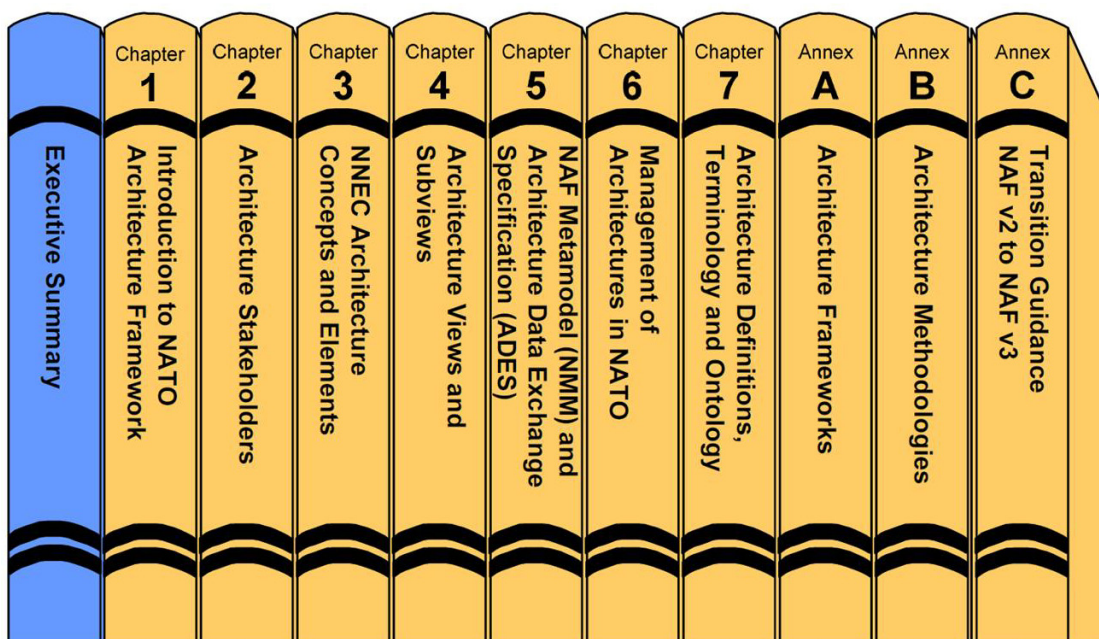 Executive Summary
Chapter
1
Introduction to NATO
Architecture Framework
Chapter
2
Architecture Stakeholders
Chapter
3
NNEC Architecture
Concepts and Elements
Chapter
4
Architecture Views and
Subviews
Chapter
5
NAF Metamodel (NMM) and
Architecture Data Exchange
Specification (ADES)
Chapter
6
Management of
Architectures in NATO
Chapter
7
Architecture Definitions,
Terminology and Ontology
Annex
A
Architecture Frameworks
Annex
B
Architecture Methodologies
Annex
C
Transition Guidance
NAF v2 to NAF v3